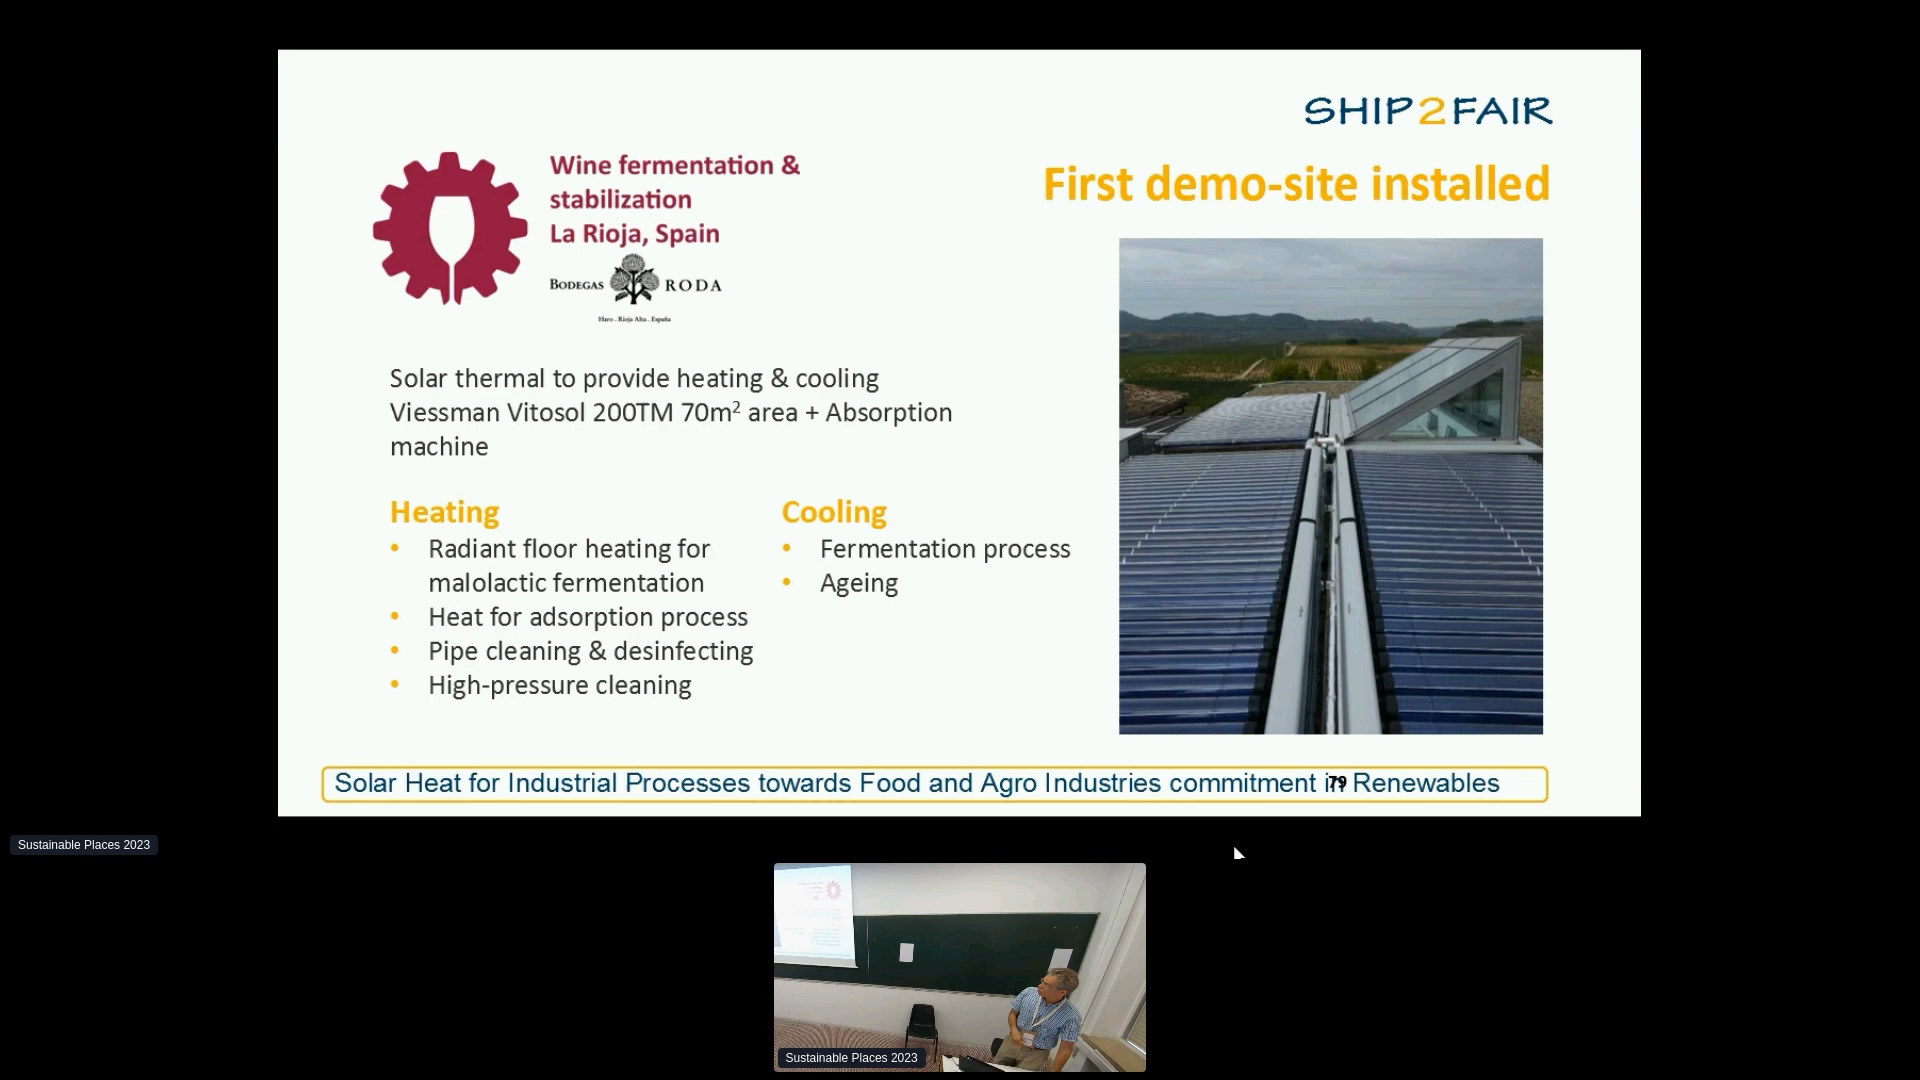 SHIP2FAIR
First demo-site installed
Wine fermentation &
stabilization
La Rioja, Spain
BODEGAS RODA
Haro . Rioja Alta . España
Solar thermal to provide heating & cooling
Viessman Vitosol 200TM 70m² area + Absorption
machine
Heating
• Radiant floor heating for
malolactic fermentation
• Heat for adsorption process
• Pipe cleaning & desinfecting
• High-pressure cleaning
Cooling
• Fermentation process
• Ageing
Solar Heat for Industrial Processes towards Food and Agro Industries commitment in Renewables
79
Sustainable Places 2023
Sustainable Places 2023